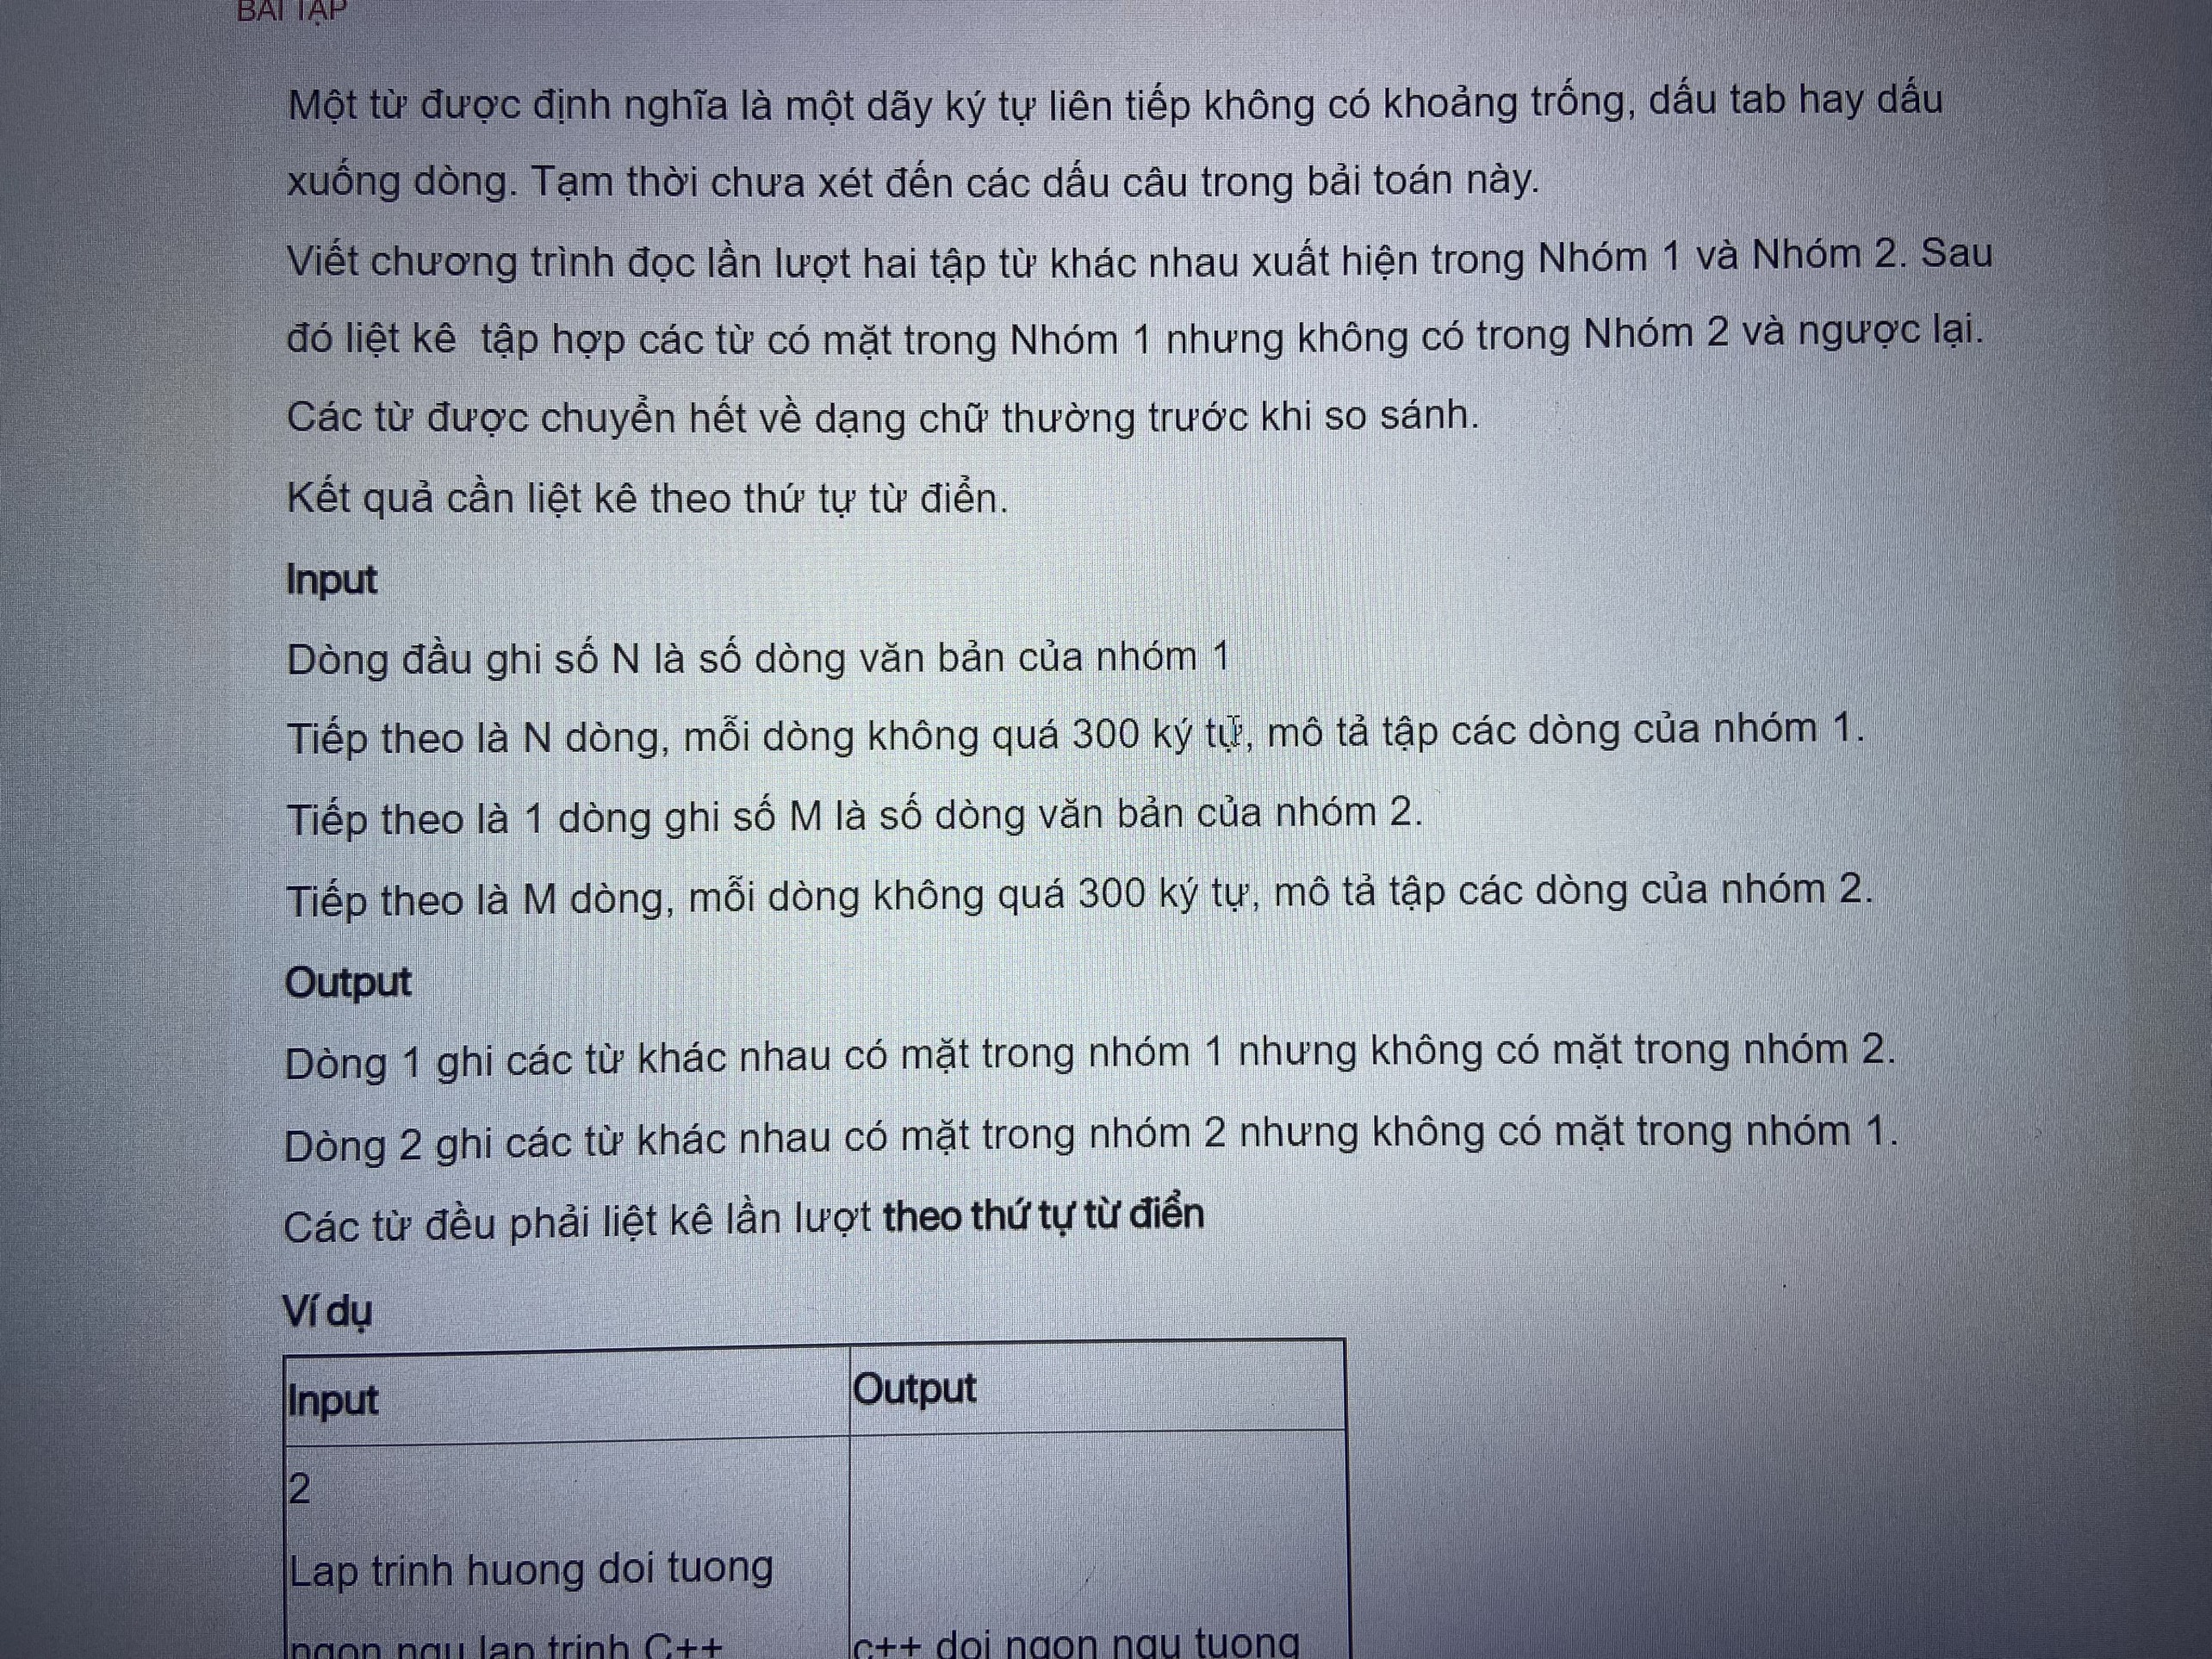 BÀI TẬP
Một từ được định nghĩa là một dãy ký tự liên tiếp không có khoảng trống, dấu tab hay dấu
xuống dòng. Tạm thời chưa xét đến các dấu câu trong bải toán này.
Viết chương trình đọc lần lượt hai tập từ khác nhau xuất hiện trong Nhóm 1 và Nhóm 2. Sau
đó liệt kê tập hợp các từ có mặt trong Nhóm 1 nhưng không có trong Nhóm 2 và ngược lại.
Các từ được chuyển hết về dạng chữ thường trước khi so sánh.
Kết quả cần liệt kê theo thứ tự từ điển.
Input
Dòng đầu ghi số N là số dòng văn bản của nhóm 1
Tiếp theo là N dòng, mỗi dòng không quá 300 ký tự, mô tả tập các dòng của nhóm 1.
Tiếp theo là 1 dòng ghi số M là số dòng văn bản của nhóm 2.
Tiếp theo là M dòng, mỗi dòng không quá 300 ký tự, mô tả tập các dòng của nhóm 2.
Output
Dòng 1 ghi các từ khác nhau có mặt trong nhóm 1 nhưng không có mặt trong nhóm 2.
Dòng 2 ghi các từ khác nhau có mặt trong nhóm 2 nhưng không có mặt trong nhóm 1.
Các từ đều phải liệt kê lần lượt theo thứ tự từ điển
Ví dụ
Input Output
2
Lap trinh huong doi tuong
ngon ngu lap trinh C++ c++ doi ngon ngu tuong